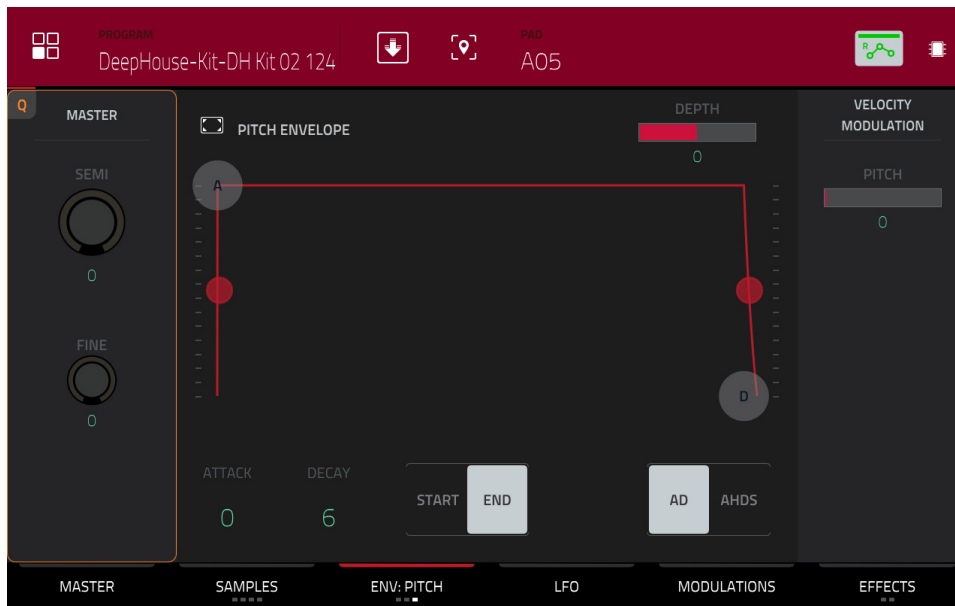 PROGRAM
DeepHouse-Kit-DH Kit 02 124
PAD
A05
R
Q
MASTER
SEMI
0
FINE
0
PITCH ENVELOPE
DEPTH
0
A
D
ATTACK
0
DECAY
6
START
END
AD
AHDS
VELOCITY
MODULATION
PITCH
0
MASTER
SAMPLES
ENV: PITCH
LFO
MODULATIONS
EFFECTS